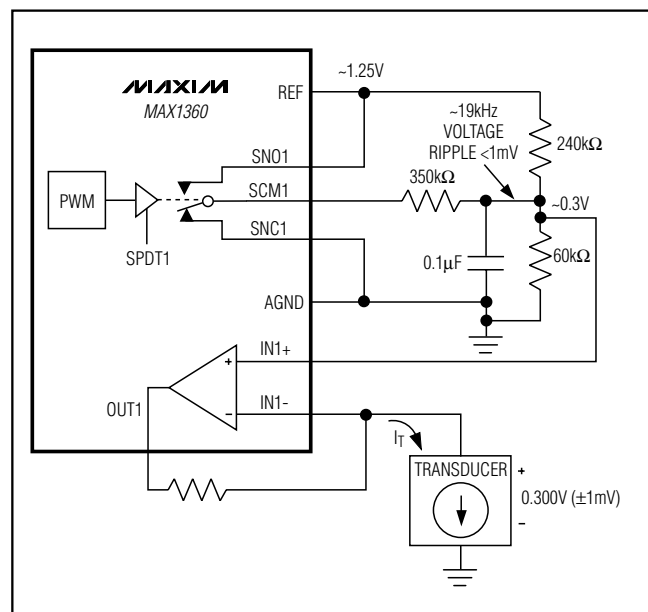 MAXIM
MAX1360
REF
~1.25V
~19kHz
VOLTAGE
RIPPLE <1mV
240kΩ
SNO1
350kΩ
PWM
SCM1
~0.3V
SNC1
SPDT1
0.1µF
60kΩ
AGND
IN1+
+
OUT1
IN1-
−
IT
TRANSDUCER
+
0.300V (±1mV)
−